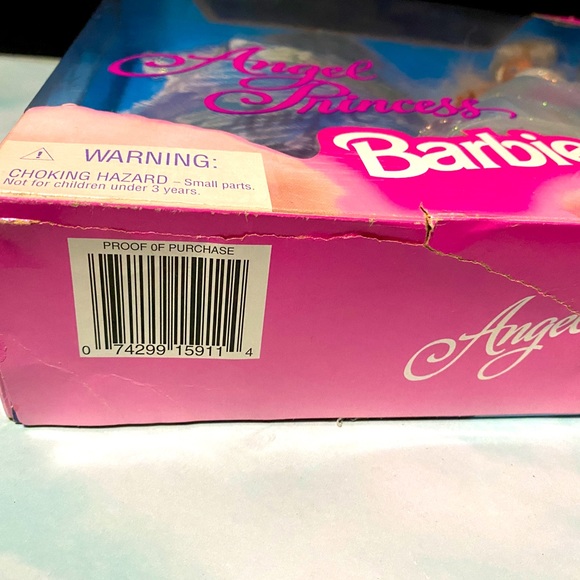 Angel
Princess
Barbie
WARNING:
CHOKING HAZARD – Small parts.
Not for children under 3 years.
PROOF OF PURCHASE
0 74299 15911 4
Angel